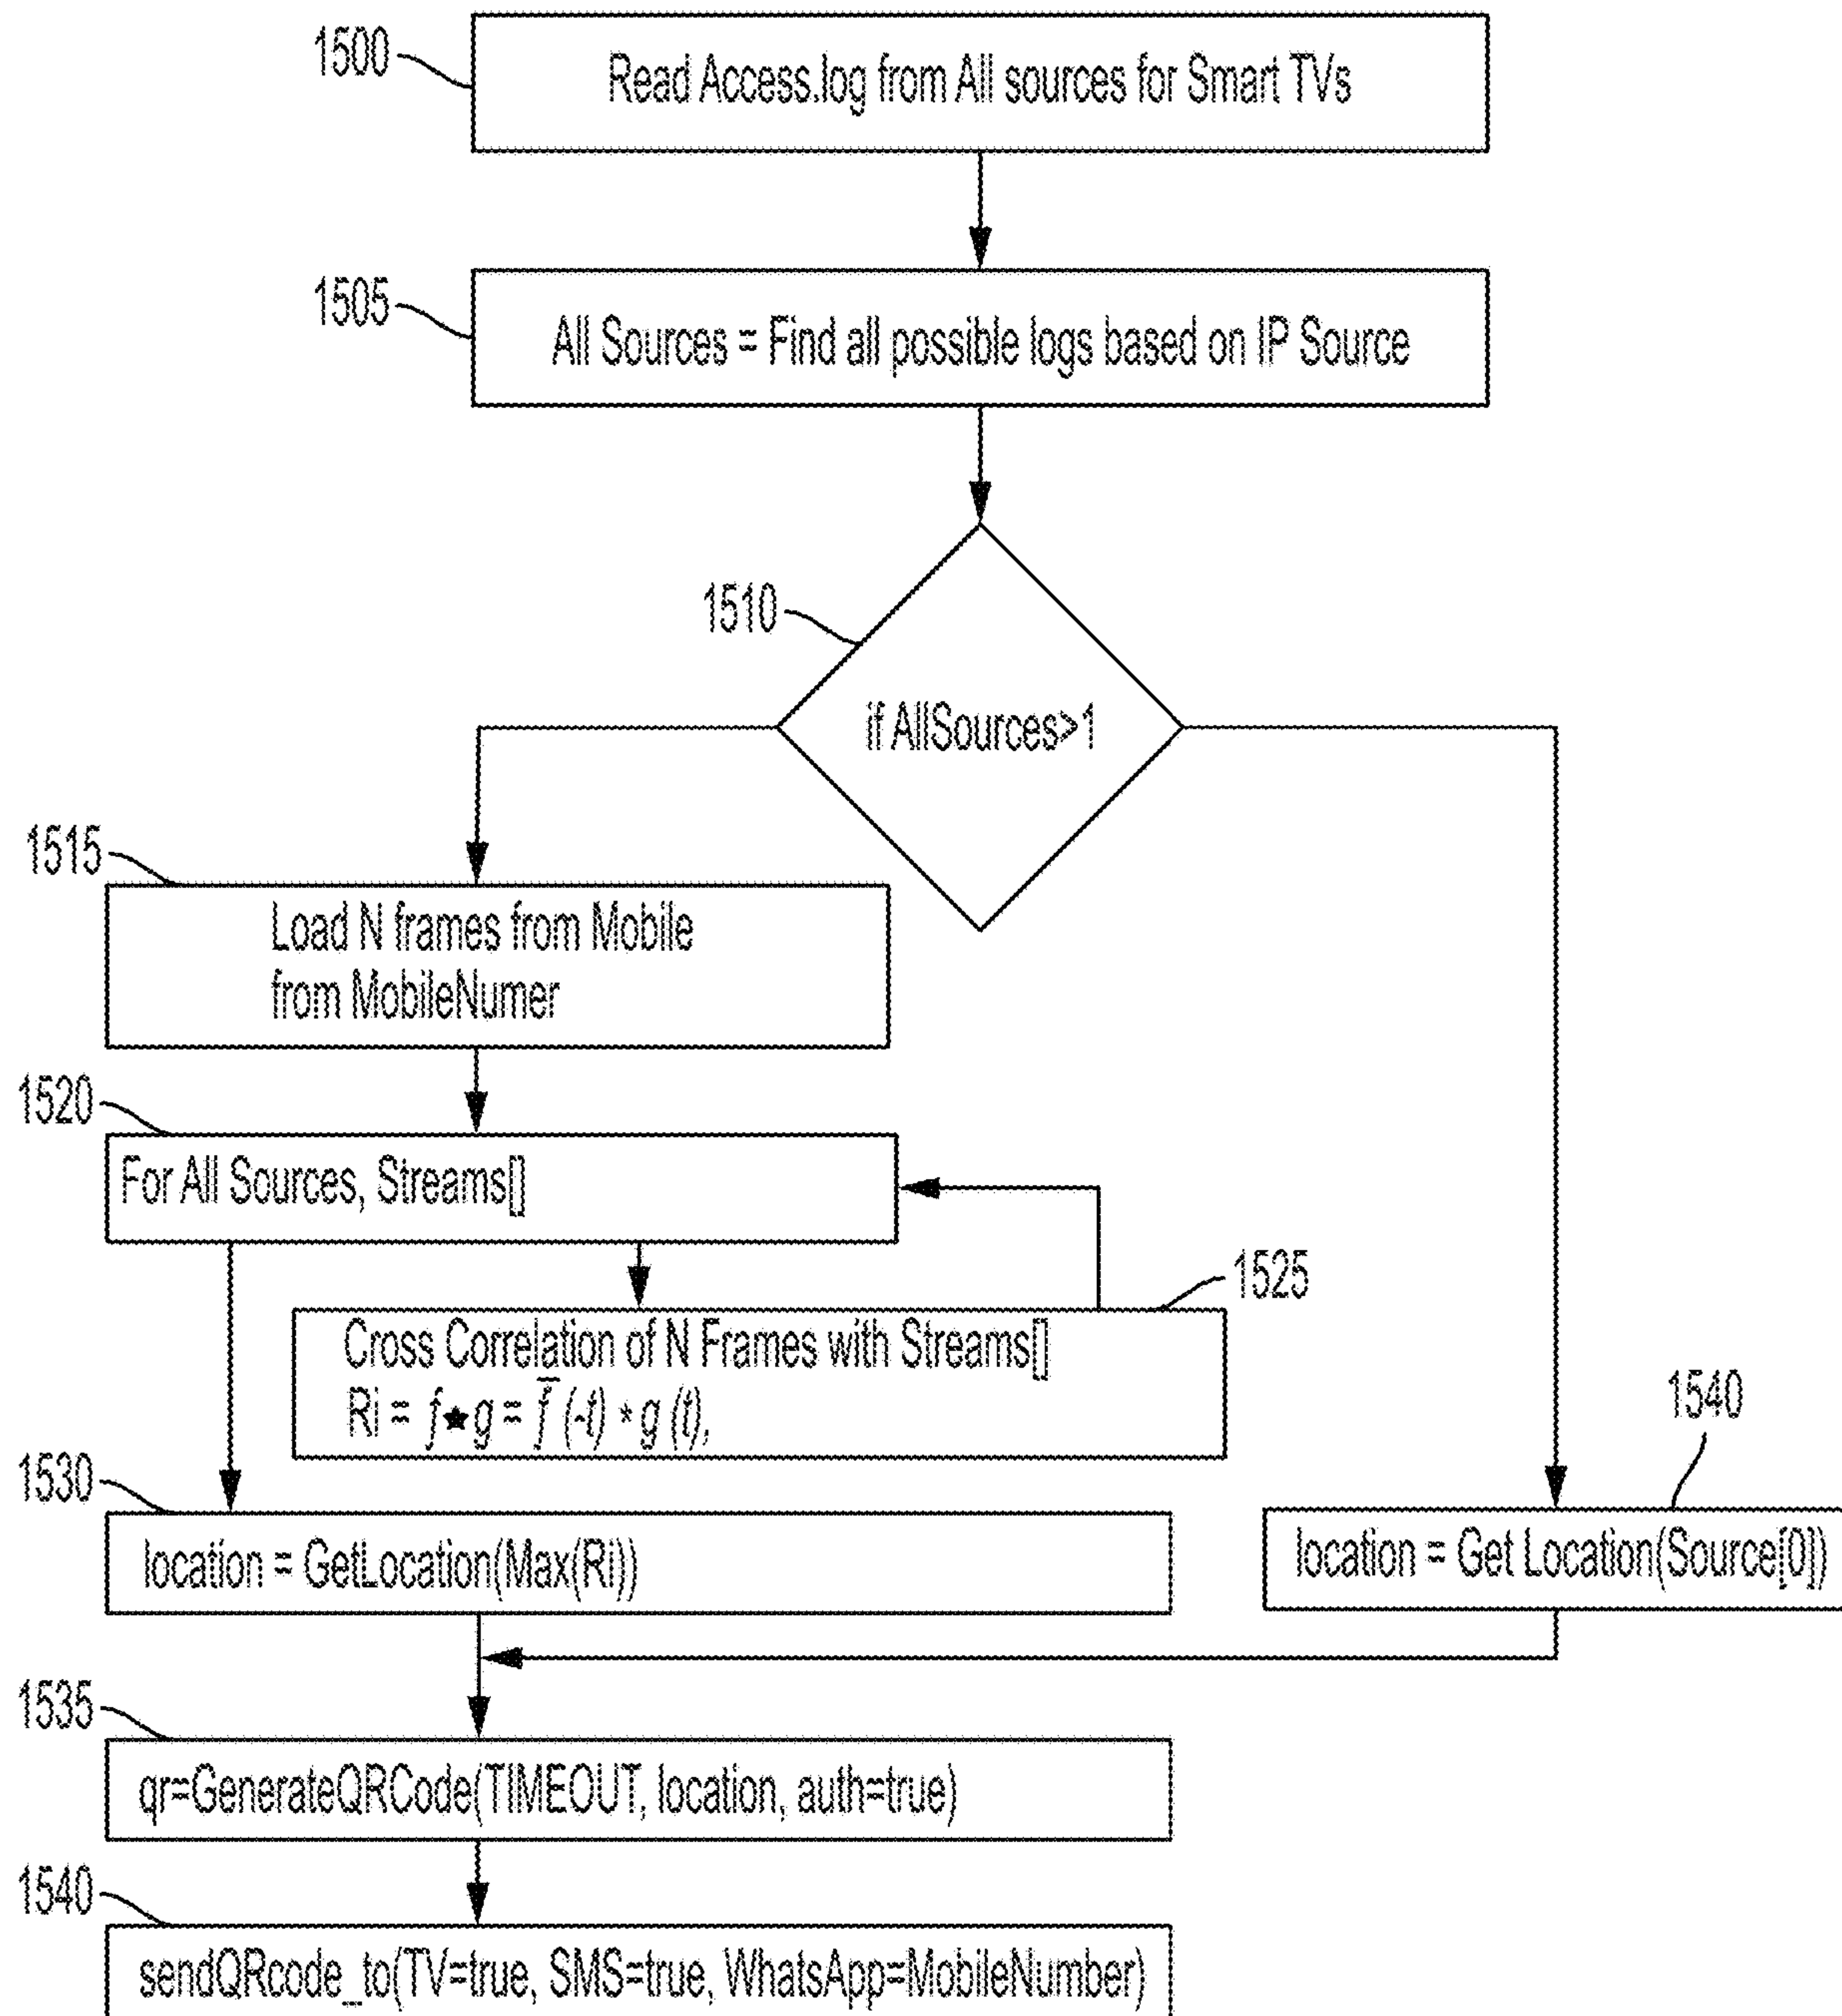 1500
Read Access.log from All sources for Smart TVs
1505
All Sources = Find all possible logs based on IP Source
1510
if AllSources>1
1515
Load N frames from Mobile
from MobileNumer
1520
For All Sources, Streams[]
1525
Cross Correlation of N Frames with Streams[]
Ri = f★g = f̅ (-t) * g (t),
1530
location = GetLocation(Max(Ri))
1540
location = Get Location(Source[0])
1535
qr=GenerateQRCode(TIMEOUT, location, auth=true)
1540
sendQRcode_to(TV=true, SMS=true, WhatsApp=MobileNumber)